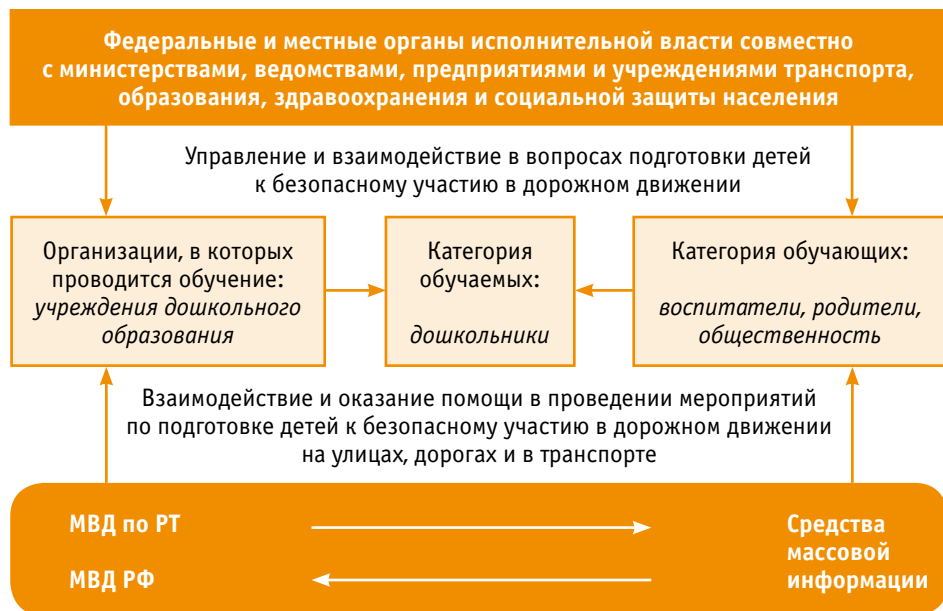 Федеральные и местные органы исполнительной власти совместно
с министерствами, ведомствами, предприятиями и учреждениями транспорта,
образования, здравоохранения и социальной защиты населения
Управление и взаимодействие в вопросах подготовки детей
к безопасному участию в дорожном движении
Организации, в которых
проводится обучение:
учреждения дошкольного
образования
Категория
обучаемых:
дошкольники
Категория обучающих:
воспитатели, родители,
общественность
Взаимодействие и оказание помощи в проведении мероприятий
по подготовке детей к безопасному участию в дорожном движении
на улицах, дорогах и в транспорте
МВД по РТ
МВД РФ
Средства
массовой
информации